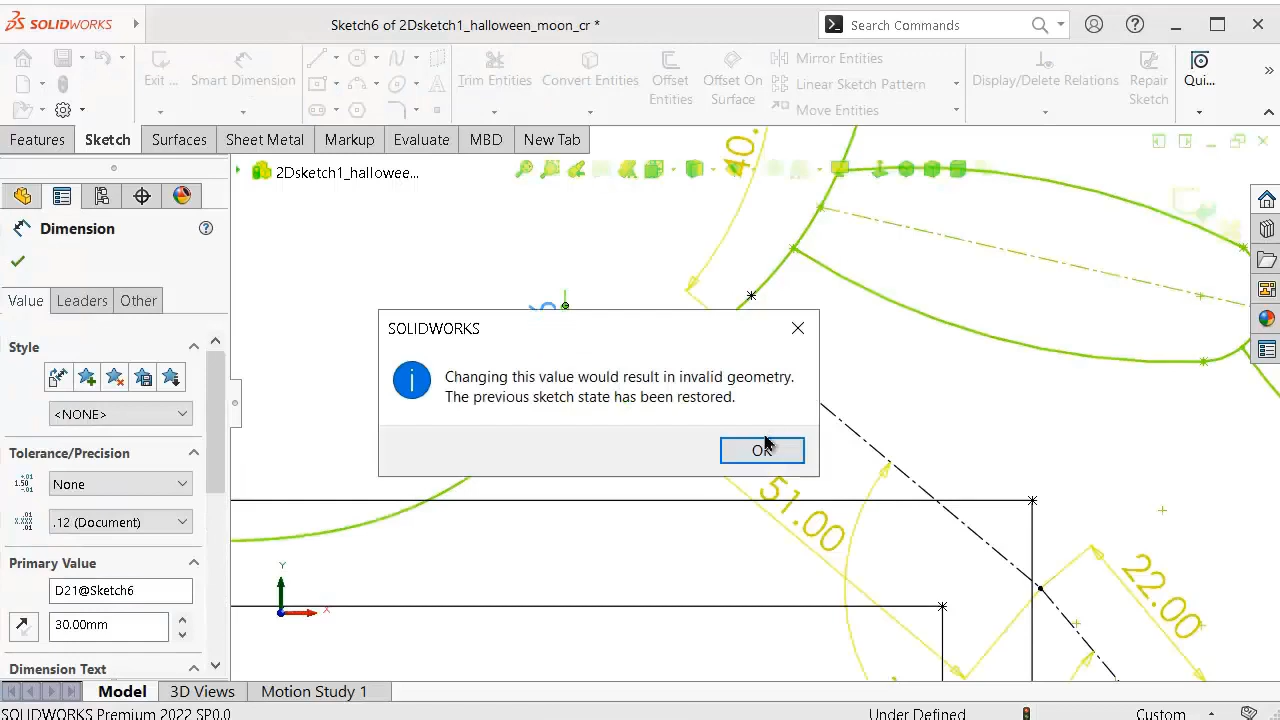 SOLIDWORKS
Sketch6 of 2Dsketch1_halloween_moon_cr *
Search Commands
Exit ...
Smart Dimension
Trim Entities
Convert Entities
Offset Entities
Offset On Surface
Mirror Entities
Linear Sketch Pattern
Move Entities
Display/Delete Relations
Repair Sketch
Qui...
Features
Sketch
Surfaces
Sheet Metal
Markup
Evaluate
MBD
New Tab
2Dsketch1_hallowee...
40.
Dimension
Value
Leaders
Other
Style
<NONE>
Tolerance/Precision
None
.12 (Document)
Primary Value
D21@Sketch6
30.00mm
Dimension Text
SOLIDWORKS
Changing this value would result in invalid geometry.
The previous sketch state has been restored.
OK
51.00
22.00
Y
X
Model
3D Views
Motion Study 1
SOLIDWORKS Premium 2022 SP0.0
Under Defined
Custom